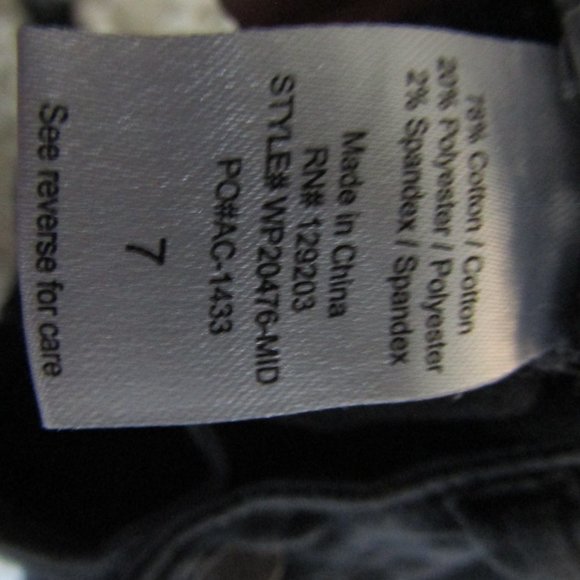 78% Cotton / Cotton
20% Polyester / Polyester
2% Spandex / Spandex
Made in China
RN# 129203
STYLE# WP20476-MID
PO#AC-1433
7
See reverse for care